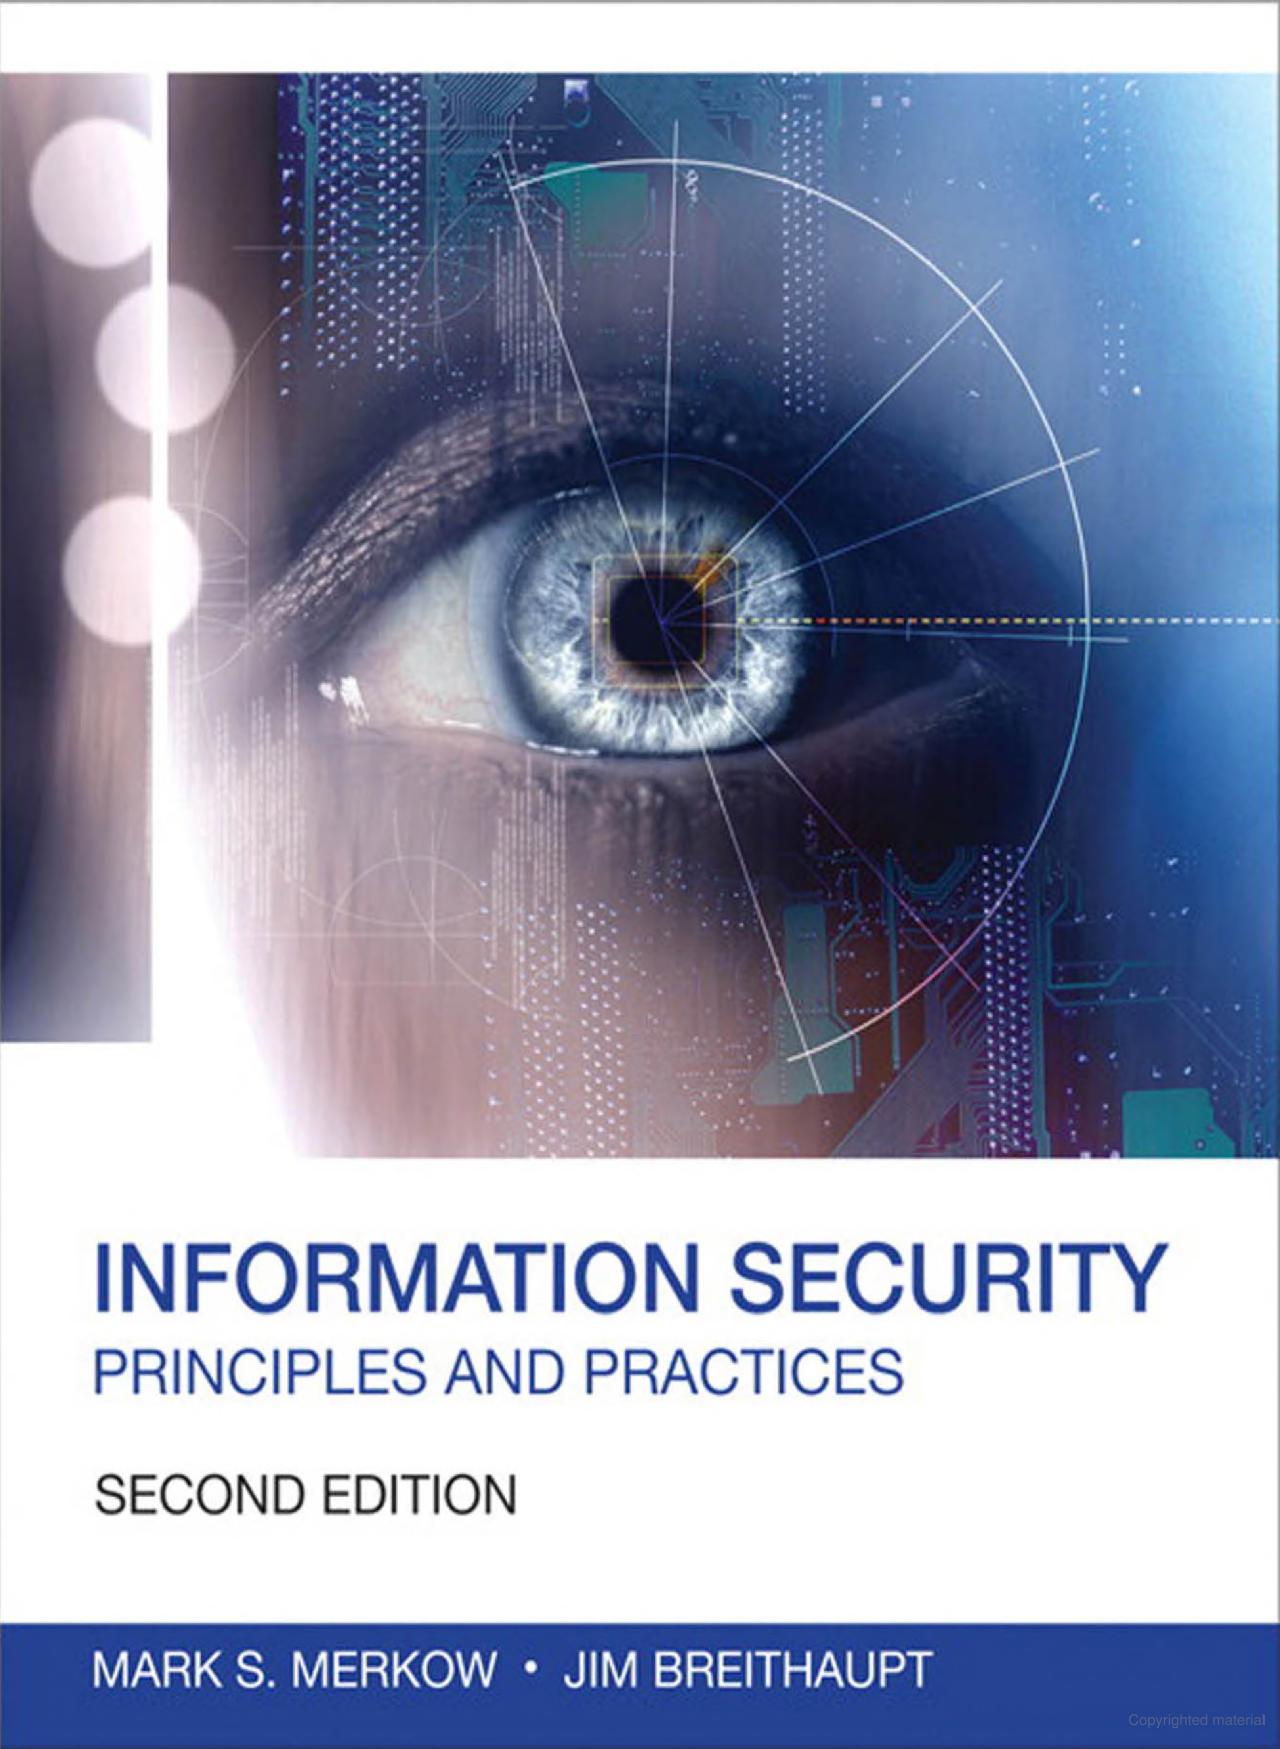 INFORMATION SECURITY
PRINCIPLES AND PRACTICES
SECOND EDITION
MARK S. MERKOW • JIM BREITHAUPT
Copyrighted material